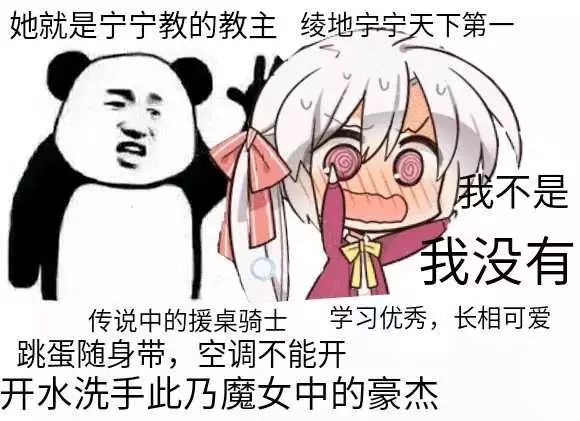 她就是宁宁教的教主
绫地宁宁天下第一
我不是
我没有
传说中的援桌骑士
学习优秀，长相可爱
跳蛋随身带，空调不能开
开水洗手此乃魔女中的豪杰